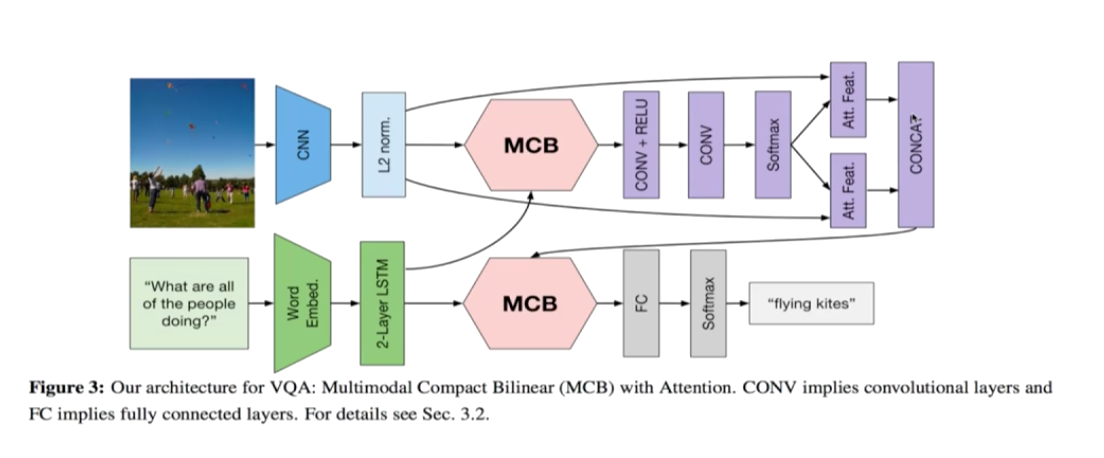 CNN
L2 norm.
MCB
CONV + RELU
CONV
Softmax
Att. Feat.
Att. Feat.
CONCA?
"What are all
of the people
doing?"
Word
Embed.
2-Layer LSTM
MCB
FC
Softmax
"flying kites"
Figure 3: Our architecture for VQA: Multimodal Compact Bilinear (MCB) with Attention. CONV implies convolutional layers and
FC implies fully connected layers. For details see Sec. 3.2.